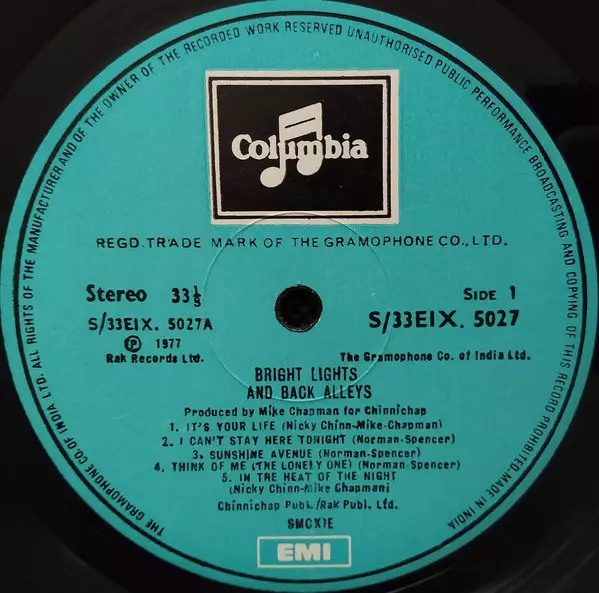 THE GRAMOPHONE CO. OF INDIA LTD. ALL RIGHTS OF THE MANUFACTURER AND OF THE OWNER OF THE RECORDED WORK RESERVED UNAUTHORISED PUBLIC PERFORMANCE BROADCASTING AND COPYING OF THIS RECORD PROHIBITED. MADE IN INDIA
Columbia
REGD. TRADE MARK OF THE GRAMOPHONE CO., LTD.
Stereo 33⅓
SIDE 1
S/33EIX. 5027A
S/33EIX. 5027
Ⓟ 1977
Rak Records Ltd.
The Gramophone Co. of India Ltd.
BRIGHT LIGHTS
AND BACK ALLEYS
Produced by Mike Chapman for Chinnichap
1. IT'S YOUR LIFE (Nicky Chinn-Mike-Chapman)
2. I CAN'T STAY HERE TONIGHT (Norman-Spencer)
3. SUNSHINE AVENUE (Norman-Spencer)
4. THINK OF ME (THE LONELY ONE) (Norman-Spencer)
5. IN THE HEAT OF THE NIGHT
(Nicky Chinn-Mike Chapman)
Chinnichap Publ./Rak Publ. Ltd.
SMOKIE
EMI